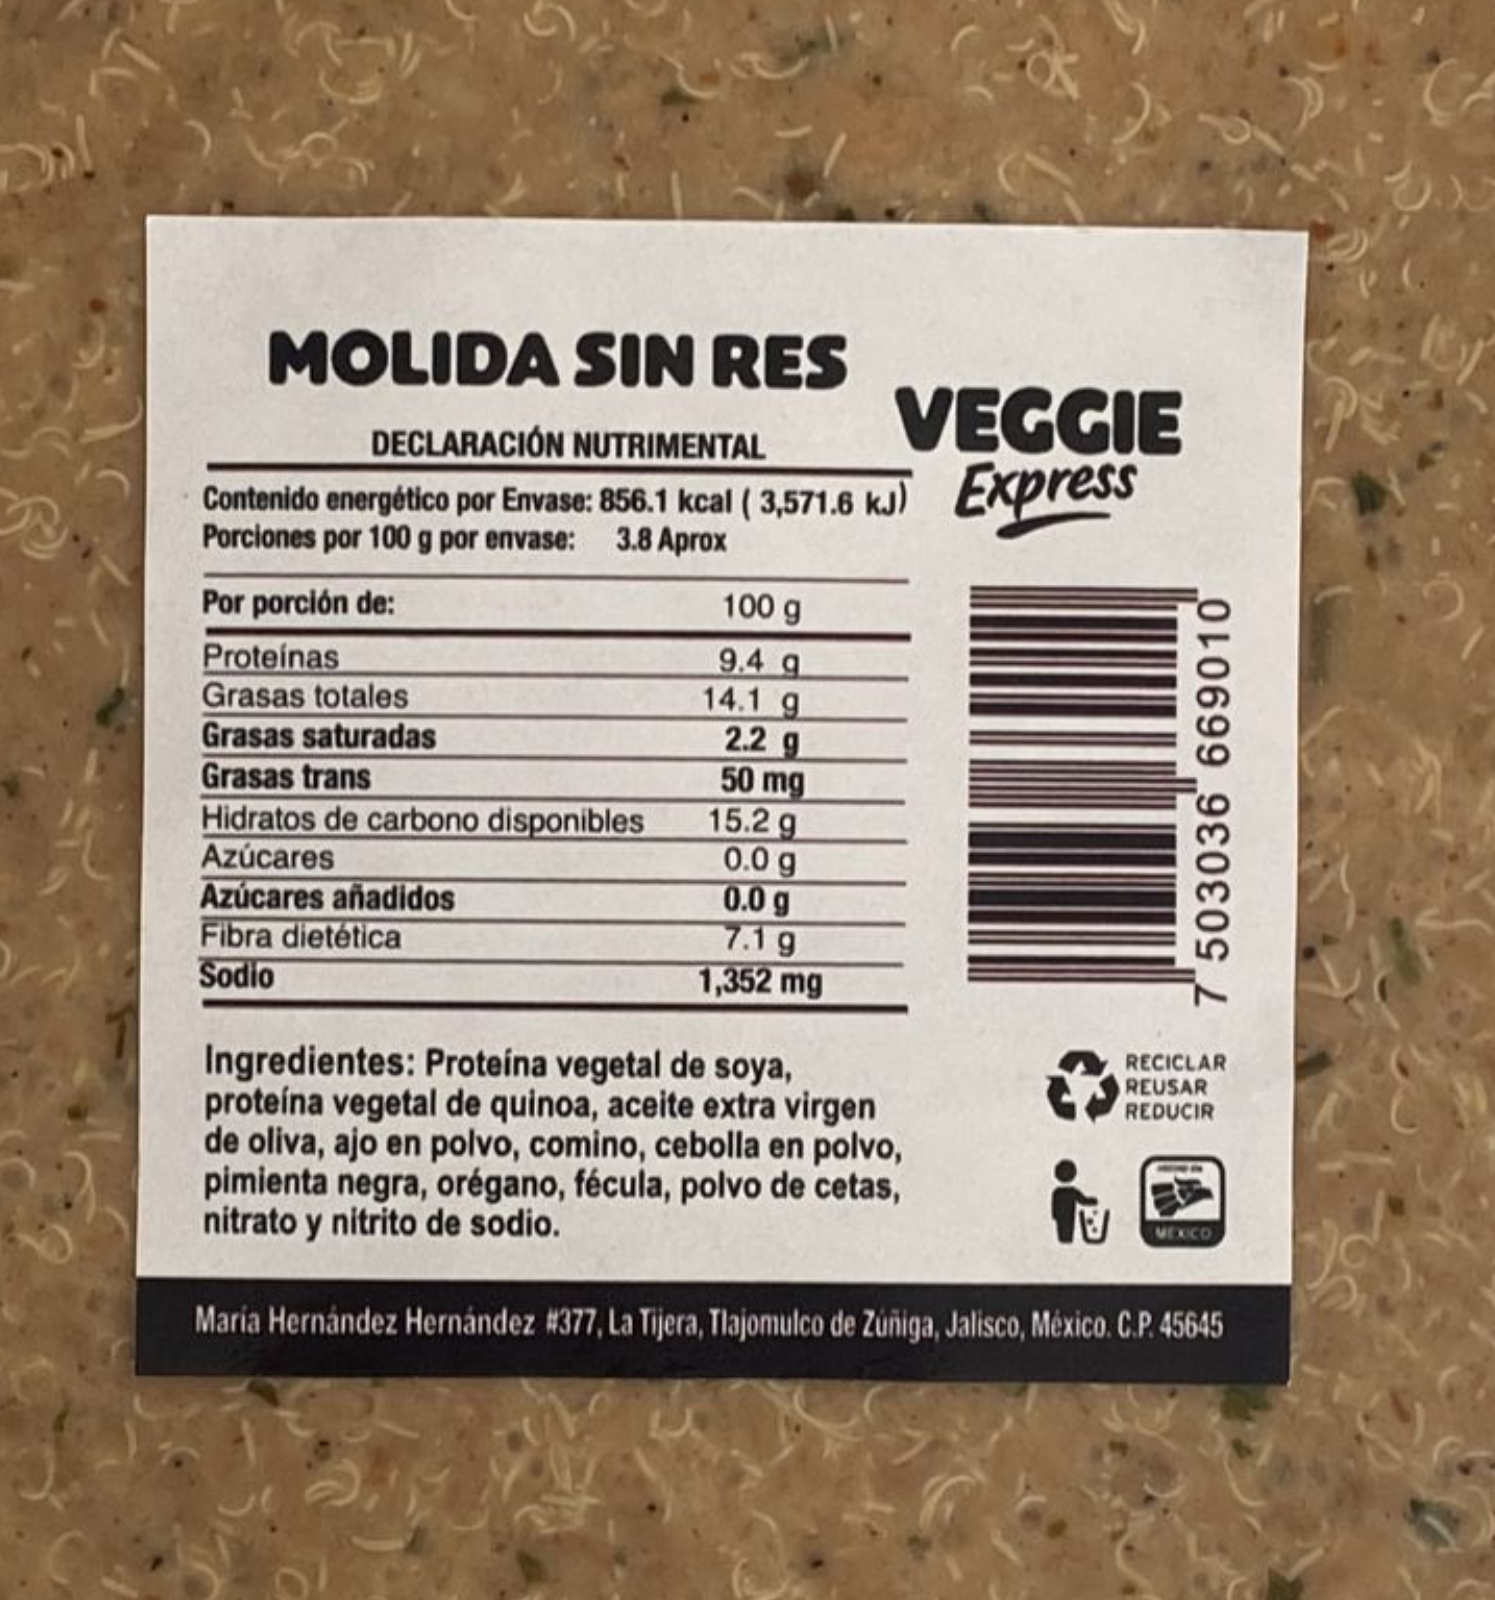 MOLIDA SIN RES
VEGGIE
Express
DECLARACIÓN NUTRIMENTAL
Contenido energético por Envase: 856.1 kcal ( 3,571.6 kJ)
Porciones por 100 g por envase: 3.8 Aprox
Por porción de: 100 g
Proteínas 9.4 g
Grasas totales 14.1 g
Grasas saturadas 2.2 g
Grasas trans 50 mg
Hidratos de carbono disponibles 15.2 g
Azúcares 0.0 g
Azúcares añadidos 0.0 g
Fibra dietética 7.1 g
Sodio 1,352 mg
7 503036 669010
Ingredientes: Proteína vegetal de soya,
proteína vegetal de quinoa, aceite extra virgen
de oliva, ajo en polvo, comino, cebolla en polvo,
pimienta negra, orégano, fécula, polvo de cetas,
nitrato y nitrito de sodio.
RECICLAR
REUSAR
REDUCIR
MEXICO
María Hernández Hernández #377, La Tijera, Tlajomulco de Zúñiga, Jalisco, México. C.P. 45645